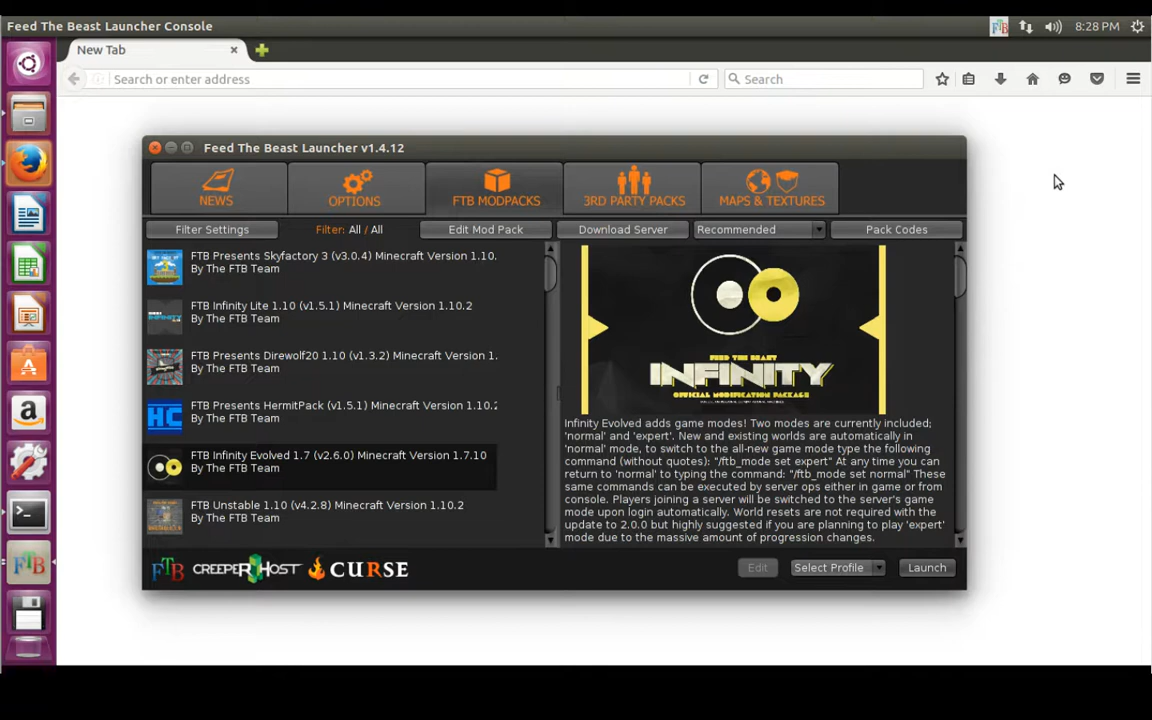 Feed The Beast Launcher Console
8:28 PM
New Tab
Search or enter address
Search
Feed The Beast Launcher v1.4.12
NEWS
OPTIONS
FTB MODPACKS
3RD PARTY PACKS
MAPS & TEXTURES
Filter Settings
Filter: All / All
Edit Mod Pack
Download Server
Recommended
Pack Codes
FTB Presents Skyfactory 3 (v3.0.4) Minecraft Version 1.10.
By The FTB Team
FTB Infinity Lite 1.10 (v1.5.1) Minecraft Version 1.10.2
By The FTB Team
FTB Presents Direwolf20 1.10 (v1.3.2) Minecraft Version 1.
By The FTB Team
HC
FTB Presents HermitPack (v1.5.1) Minecraft Version 1.10.2
By The FTB Team
FTB Infinity Evolved 1.7 (v2.6.0) Minecraft Version 1.7.10
By The FTB Team
FTB Unstable 1.10 (v4.2.8) Minecraft Version 1.10.2
By The FTB Team
FEED THE BEAST
INFINITY
OFFICIAL MODIFICATION PACKAGE
Infinity Evolved adds game modes! Two modes are currently included;
'normal' and 'expert'. New and existing worlds are automatically in
'normal' mode, to switch to the all-new game mode type the following
command (without quotes): "/ftb_mode set expert" At any time you can
return to 'normal' to typing the command: "/ftb_mode set normal" These
same commands can be executed by server ops either in game or from
console. Players joining a server will be switched to the server's game
mode upon login automatically. World resets are not required with the
update to 2.0.0 but highly suggested if you are planning to play 'expert'
mode due to the massive amount of progression changes.
FTB
CREEPERHOST
CURSE
Edit
Select Profile
Launch